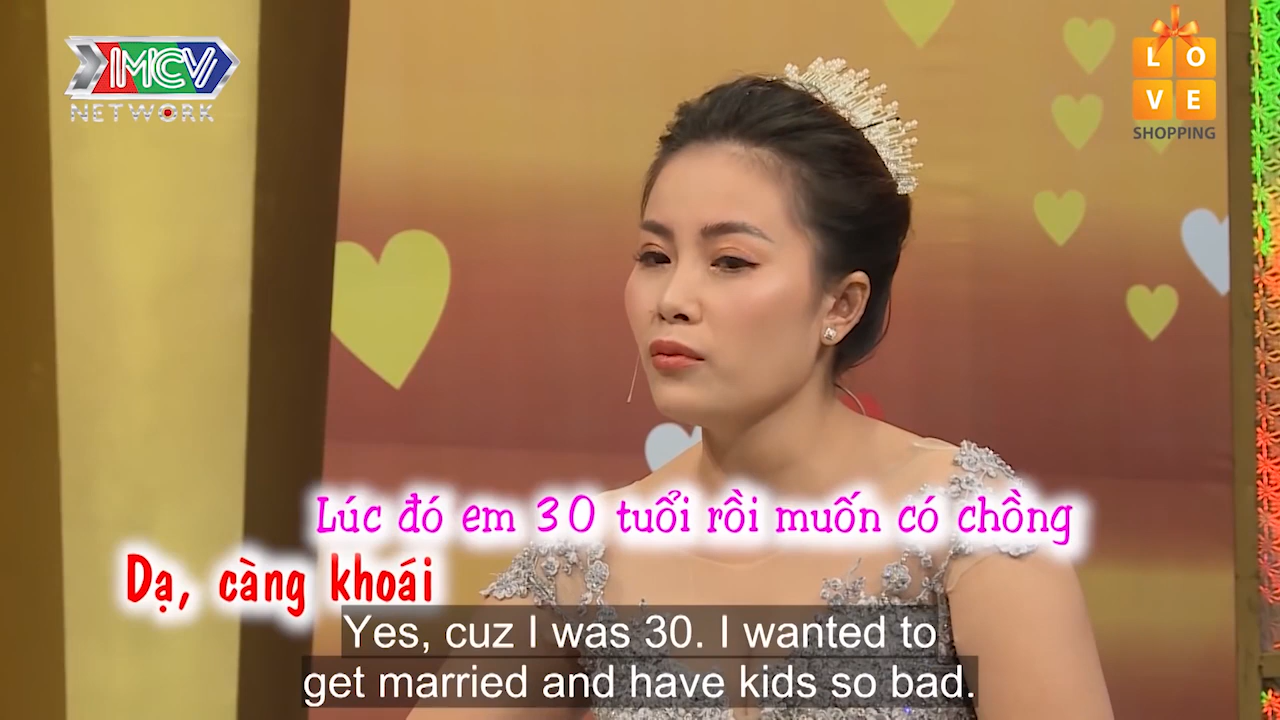 MCV
NETWORK
LOVE
SHOPPING
Lúc đó em 30 tuổi rồi muốn có chồng
Dạ, càng khoái
Yes, cuz I was 30. I wanted to
get married and have kids so bad.